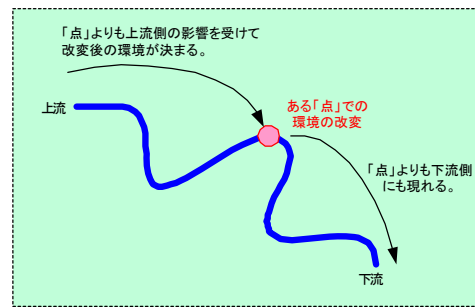 「点」よりも上流側の影響を受けて
改変後の環境が決まる。
上流
ある「点」での
環境の改変
「点」よりも下流側
にも現れる。
下流